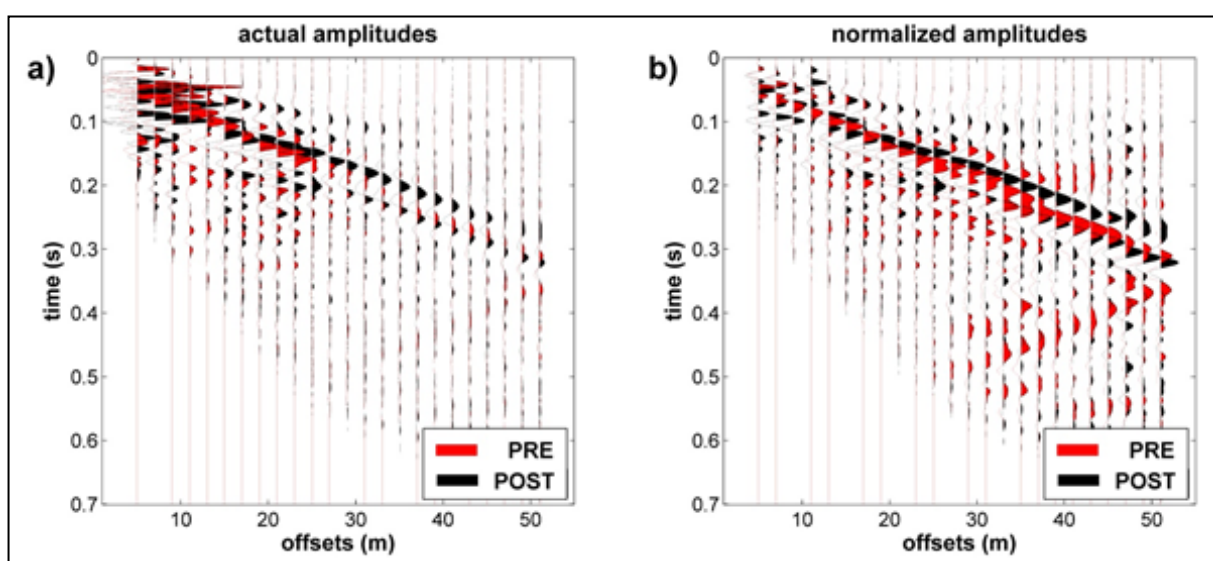 actual amplitudes
a)
0
0.1
0.2
0.3
0.4
0.5
0.6
0.7
time (s)
10 20 30 40 50
offsets (m)
PRE
POST
normalized amplitudes
b)
0
0.1
0.2
0.3
0.4
0.5
0.6
0.7
time (s)
10 20 30 40 50
offsets (m)
PRE
POST